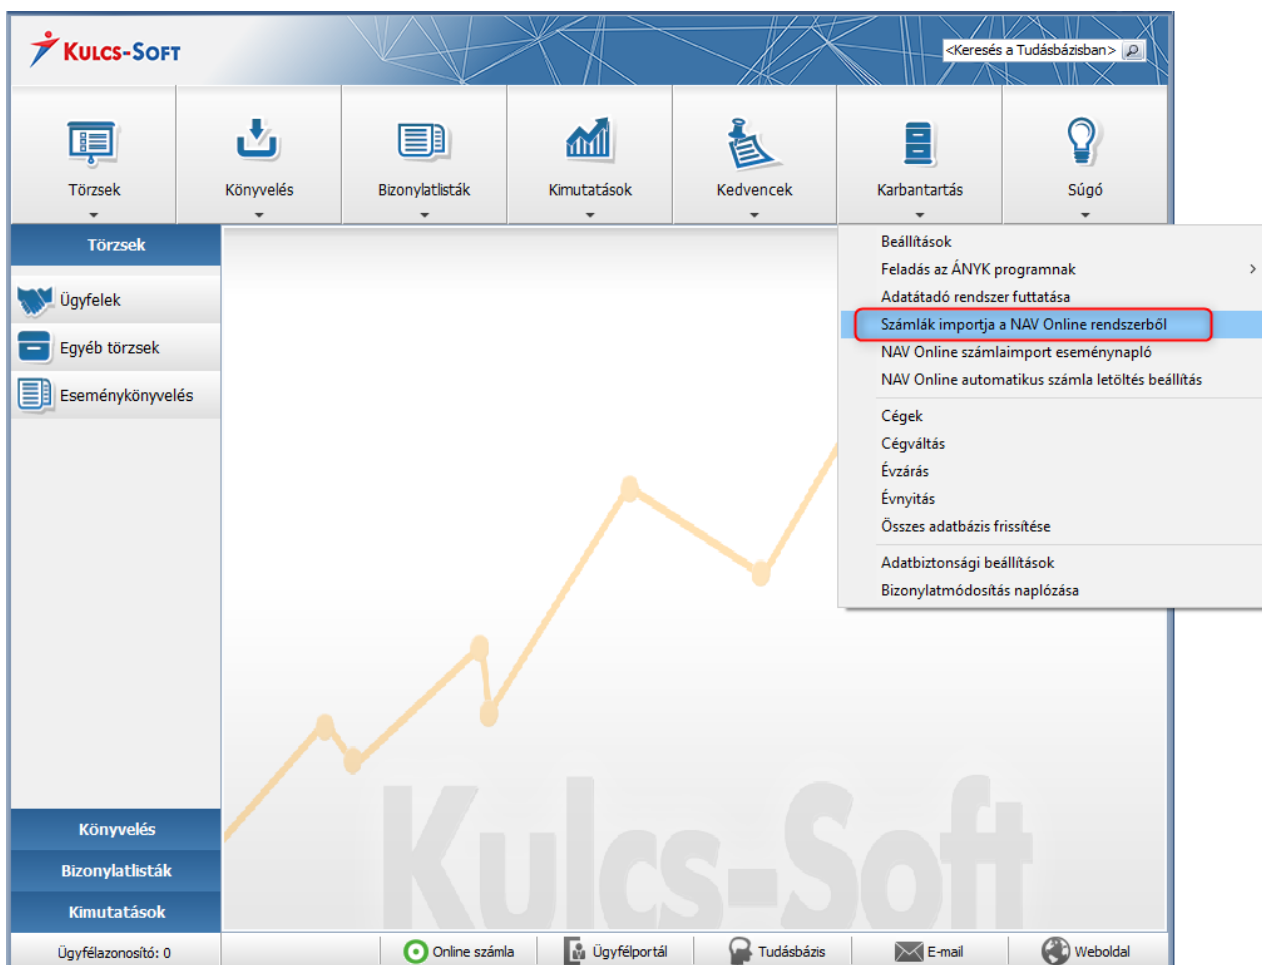 KULCS-SOFT
<Keresés a Tudásbázisban>
Törzsek
Könyvelés
Bizonylatlisták
Kimutatások
Kedvencek
Karbantartás
Súgó
Törzsek
Ügyfelek
Egyéb törzsek
Eseménykönyvelés
Beállítások
Feladás az ÁNYK programnak
Adatátadó rendszer futtatása
Számlák importja a NAV Online rendszerből
NAV Online számlaimport eseménynapló
NAV Online automatikus számla letöltés beállítás
Cégek
Cégváltás
Évzárás
Évnyitás
Összes adatbázis frissítése
Adatbiztonsági beállítások
Bizonylatmódosítás naplózása
Kulcs-Soft
Könyvelés
Bizonylatlisták
Kimutatások
Ügyfélazonosító: 0
Online számla
Ügyfélportál
Tudásbázis
E-mail
Weboldal